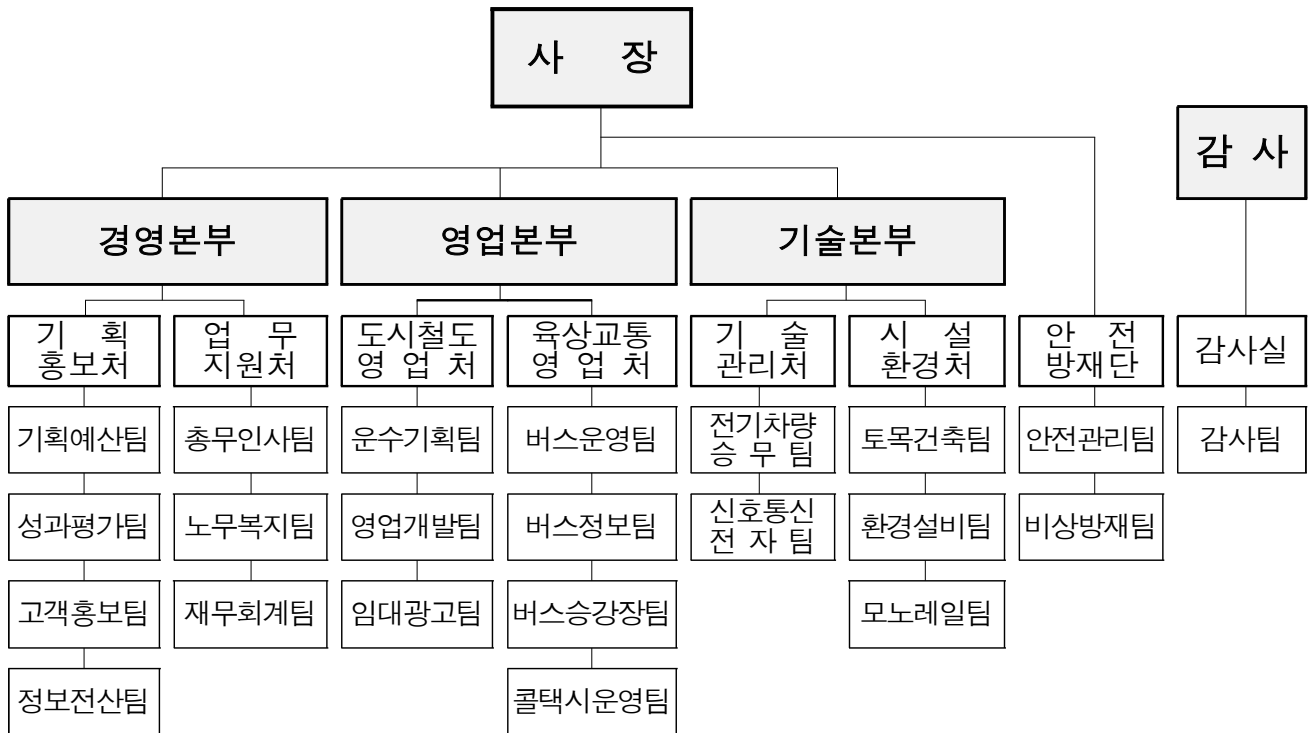 사 장
감 사
경영본부
영업본부
기술본부
기 획
홍보처
업 무
지원처
도시철도
영 업 처
육상교통
영 업 처
기 술
관리처
시 설
환경처
안 전
방재단
감사실
기획예산팀
총무인사팀
운수기획팀
버스운영팀
전기차량
승 무 팀
토목건축팀
안전관리팀
감사팀
성과평가팀
노무복지팀
영업개발팀
버스정보팀
신호통신
전 자 팀
환경설비팀
비상방재팀
고객홍보팀
재무회계팀
임대광고팀
버스승강장팀
모노레일팀
정보전산팀
콜택시운영팀